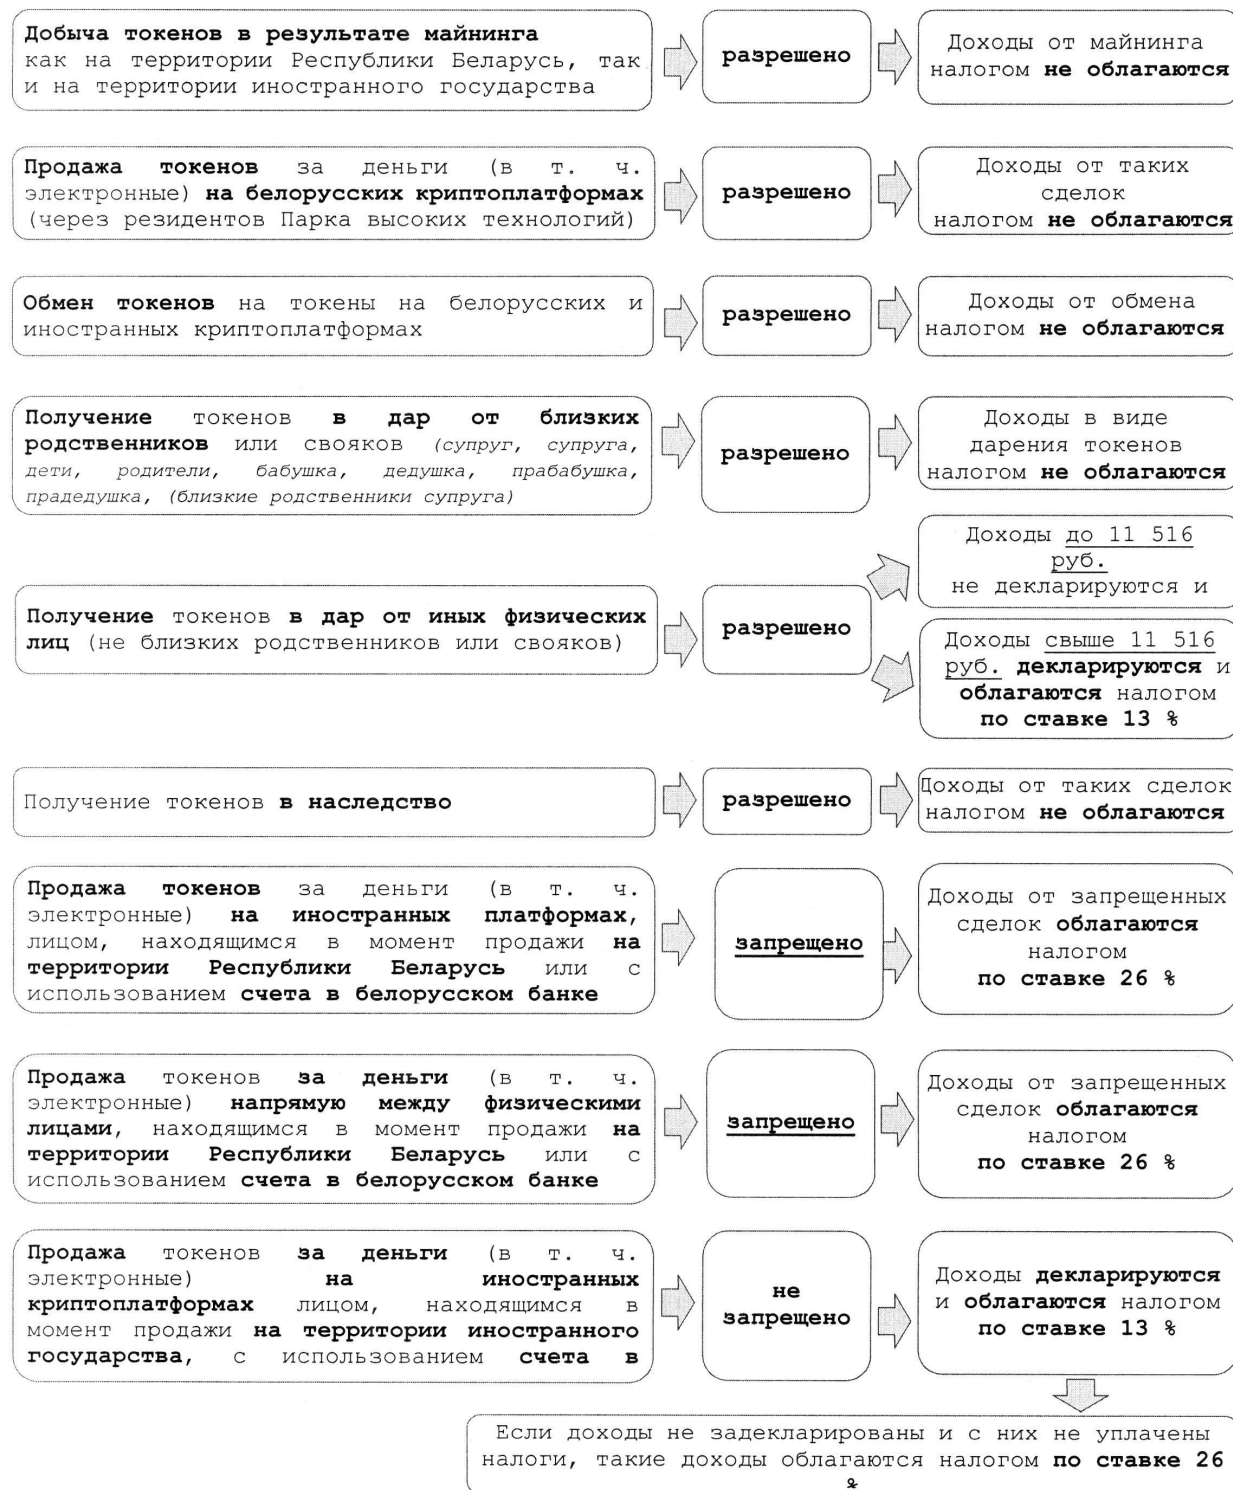 Добыча токенов в результате майнинга
как на территории Республики Беларусь, так
и на территории иностранного государства
разрешено
Доходы от майнинга
налогом не облагаются
Продажа токенов за деньги (в т. ч.
электронные) на белорусских криптоплатформах
(через резидентов Парка высоких технологий)
разрешено
Доходы от таких
сделок
налогом не облагаются
Обмен токенов на токены на белорусских и
иностранных криптоплатформах
разрешено
Доходы от обмена
налогом не облагаются
Получение токенов в дар от близких
родственников или свояков (супруг, супруга,
дети, родители, бабушка, дедушка, прабабушка,
прадедушка, (близкие родственники супруга)
разрешено
Доходы в виде
дарения токенов
налогом не облагаются
Получение токенов в дар от иных физических
лиц (не близких родственников или свояков)
разрешено
Доходы до 11 516
руб.
не декларируются и
Доходы свыше 11 516
руб. декларируются и
облагаются налогом
по ставке 13 %
Получение токенов в наследство
разрешено
Доходы от таких сделок
налогом не облагаются
Продажа токенов за деньги (в т. ч.
электронные) на иностранных платформах,
лицом, находящимся в момент продажи на
территории Республики Беларусь или с
использованием счета в белорусском банке
запрещено
Доходы от запрещенных
сделок облагаются
налогом
по ставке 26 %
Продажа токенов за деньги (в т. ч.
электронные) напрямую между физическими
лицами, находящимся в момент продажи на
территории Республики Беларусь или с
использованием счета в белорусском банке
запрещено
Доходы от запрещенных
сделок облагаются
налогом
по ставке 26 %
Продажа токенов за деньги (в т. ч.
электронные) на иностранных
криптоплатформах лицом, находящимся в
момент продажи на территории иностранного
государства, с использованием счета в
не
запрещено
Доходы декларируются
и облагаются налогом
по ставке 13 %
Если доходы не задекларированы и с них не уплачены
налоги, такие доходы облагаются налогом по ставке 26
%